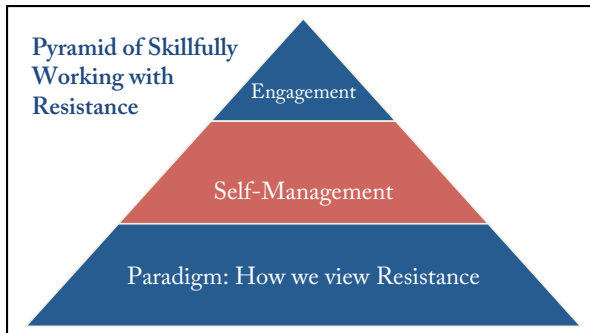 Pyramid of Skillfully
Working with
Resistance
Engagement
Self-Management
Paradigm: How we view Resistance